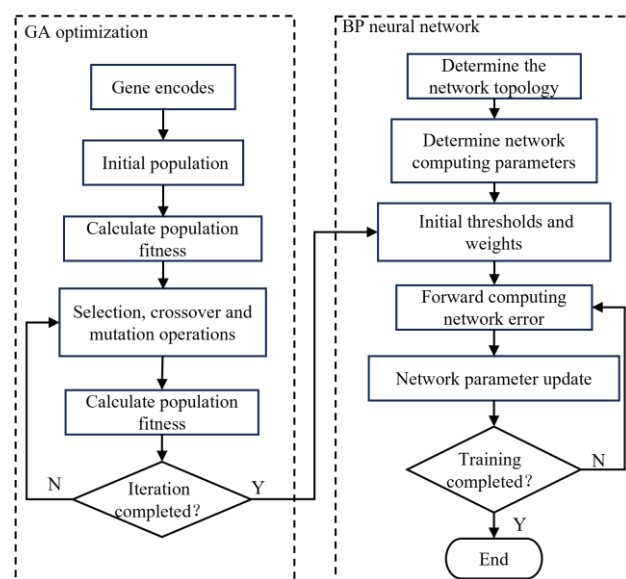 GA optimization
Gene encodes
Initial population
Calculate population
fitness
Selection, crossover and
mutation operations
Calculate population
fitness
Iteration
completed?
N
Y
BP neural network
Determine the
network topology
Determine network
computing parameters
Initial thresholds and
weights
Forward computing
network error
Network parameter update
Training
completed?
N
Y
End